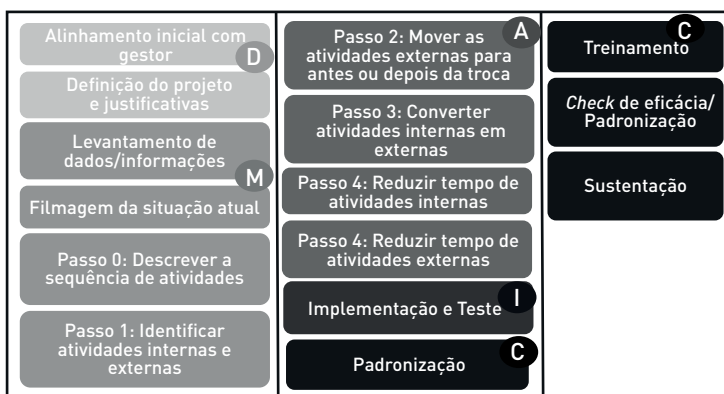 Alinhamento inicial com
gestor
D
Definição do projeto
e justificativas
Levantamento de
dados/informações
M
Filmagem da situação atual
Passo 0: Descrever a
sequência de atividades
Passo 1: Identificar
atividades internas e
externas
Passo 2: Mover as
atividades externas para
antes ou depois da troca
A
Passo 3: Converter
atividades internas em
externas
Passo 4: Reduzir tempo de
atividades internas
Passo 4: Reduzir tempo de
atividades externas
Implementação e Teste
I
Padronização
C
Treinamento
C
Check de eficácia/
Padronização
Sustentação